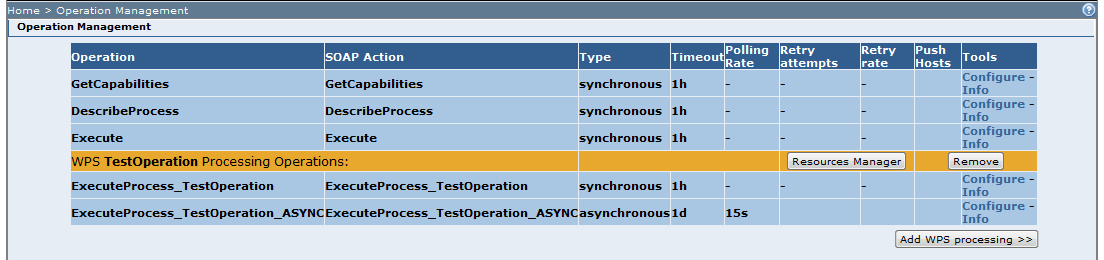 Home > Operation Management
Operation Management
Operation SOAP Action Type Timeout Polling Rate Retry attempts Retry rate Push Hosts Tools
GetCapabilities GetCapabilities synchronous 1h - - - Configure - Info
DescribeProcess DescribeProcess synchronous 1h - - - Configure - Info
Execute Execute synchronous 1h - - - Configure - Info
WPS TestOperation Processing Operations: Resources Manager Remove
ExecuteProcess_TestOperation ExecuteProcess_TestOperation synchronous 1h - - - Configure - Info
ExecuteProcess_TestOperation_ASYNC ExecuteProcess_TestOperation_ASYNC asynchronous 1d 15s Configure - Info
Add WPS processing >>